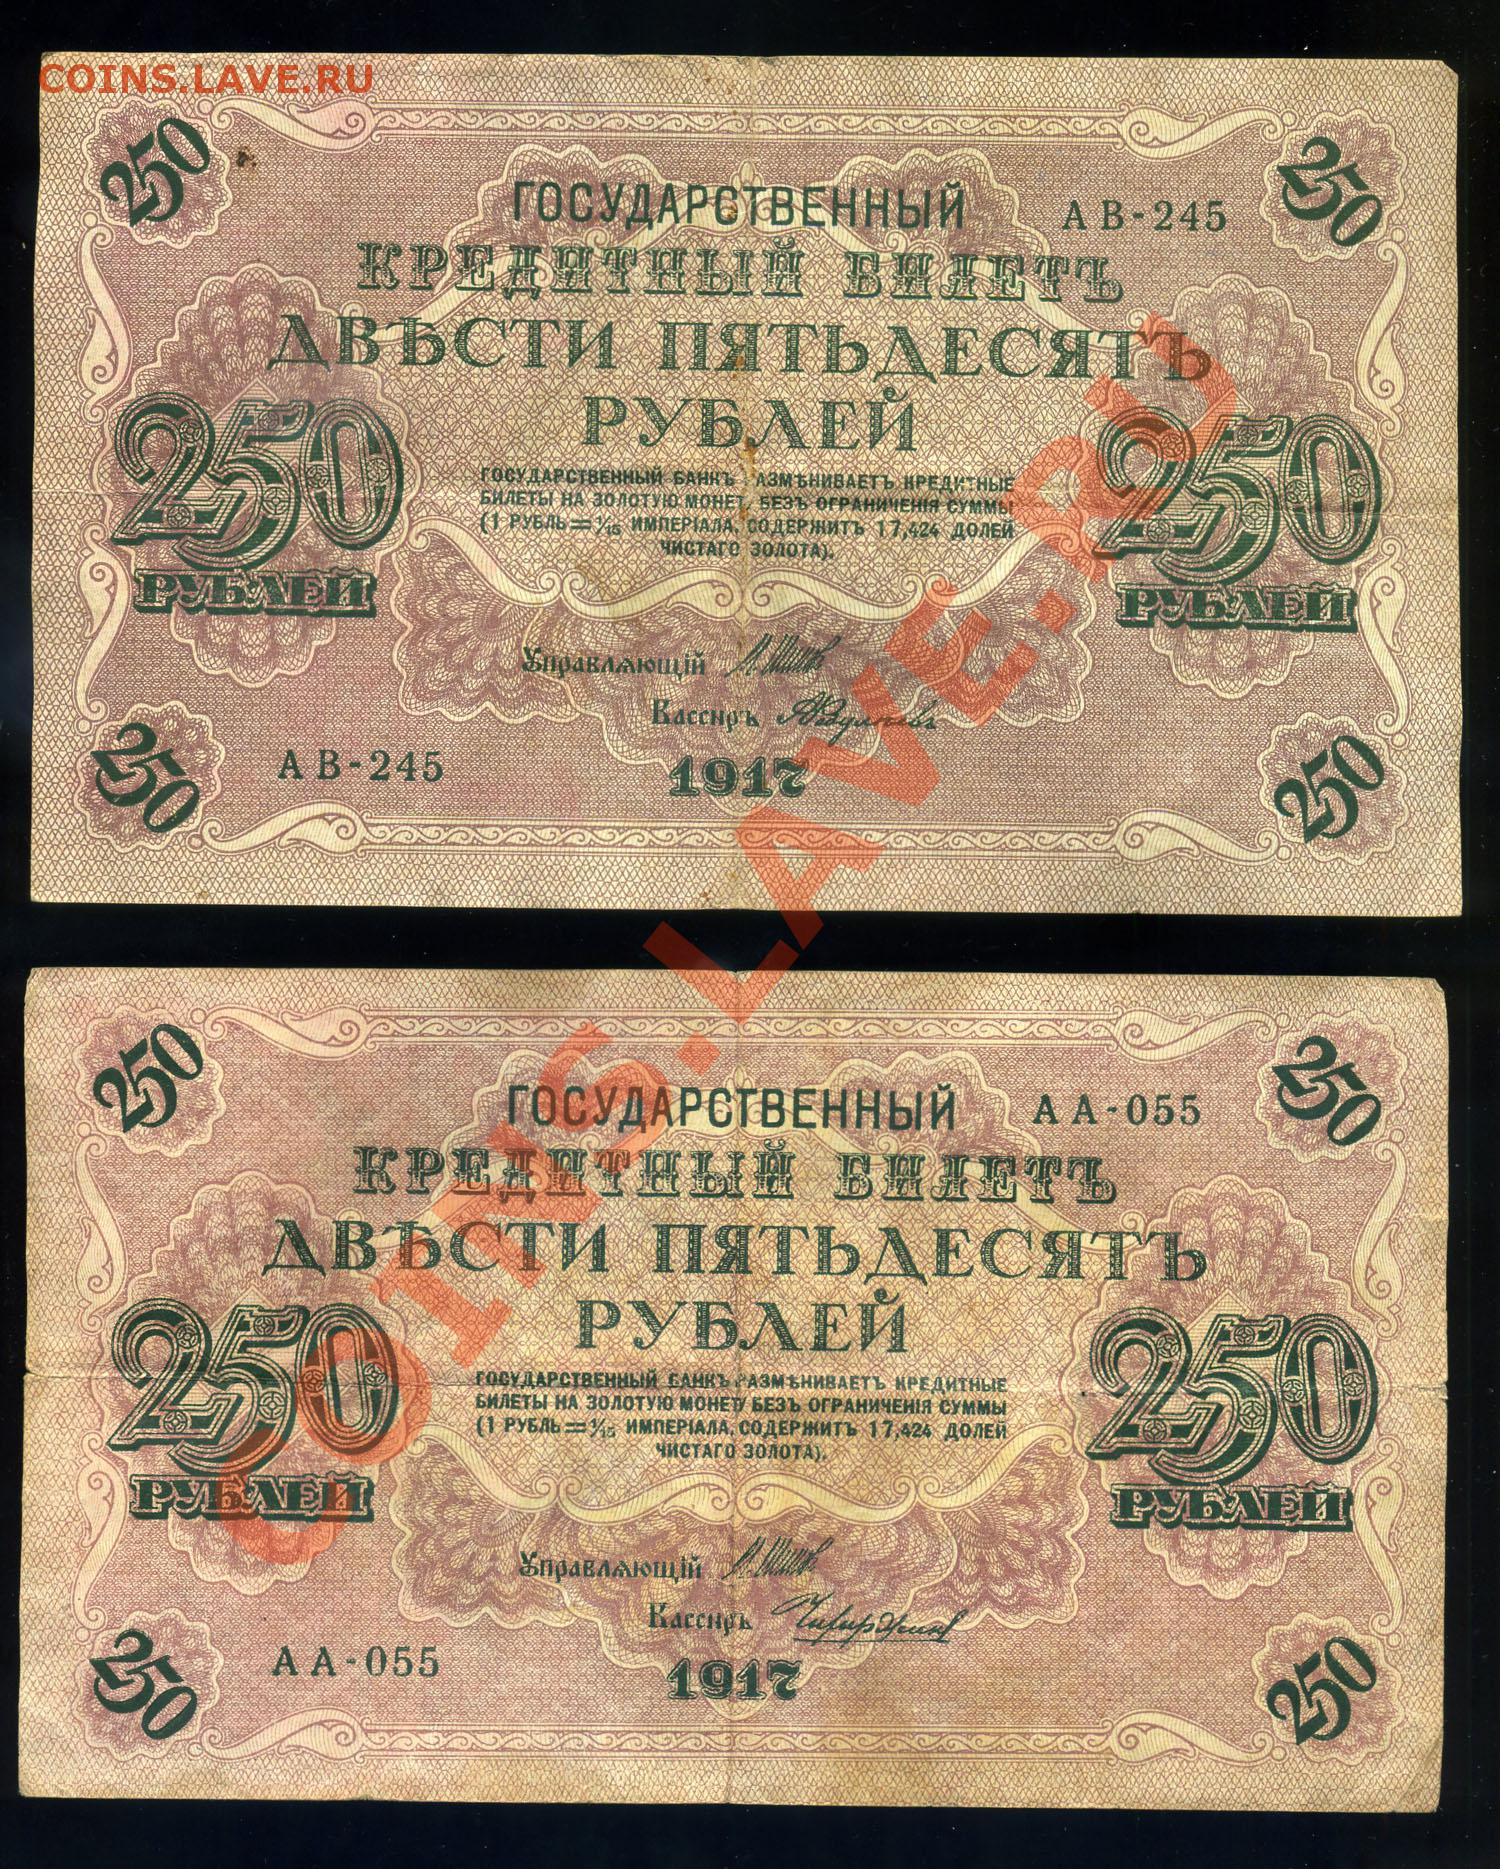 COINS.LAVE.RU
250
250
ГОСУДАРСТВЕННЫЙ
АВ-245
КРЕДИТНЫЙ БИЛЕТЪ
ДВѢСТИ ПЯТЬДЕСЯТЪ
РУБЛЕЙ
250
250
ГОСУДАРСТВЕННЫЙ БАНКЪ РАЗМѢНИВАЕТЪ КРЕДИТНЫЕ
БИЛЕТЫ НА ЗОЛОТУЮ МОНЕТУ БЕЗЪ ОГРАНИЧЕНІЯ СУММЫ
(1 РУБЛЬ=1/15 ИМПЕРІАЛА, СОДЕРЖИТЪ 17,424 ДОЛЕЙ
ЧИСТАГО ЗОЛОТА).
РУБЛЕЙ
РУБЛЕЙ
Управляющій
Кассиръ
1917
АВ-245
250
250
COINS.LAVE.RU
250
250
ГОСУДАРСТВЕННЫЙ
АА-055
КРЕДИТНЫЙ БИЛЕТЪ
ДВѢСТИ ПЯТЬДЕСЯТЪ
РУБЛЕЙ
250
250
ГОСУДАРСТВЕННЫЙ БАНКЪ РАЗМѢНИВАЕТЪ КРЕДИТНЫЕ
БИЛЕТЫ НА ЗОЛОТУЮ МОНЕТУ БЕЗЪ ОГРАНИЧЕНІЯ СУММЫ
(1 РУБЛЬ=1/15 ИМПЕРІАЛА, СОДЕРЖИТЪ 17,424 ДОЛЕЙ
ЧИСТАГО ЗОЛОТА).
РУБЛЕЙ
РУБЛЕЙ
Управляющій
Кассиръ
1917
АА-055
250
250